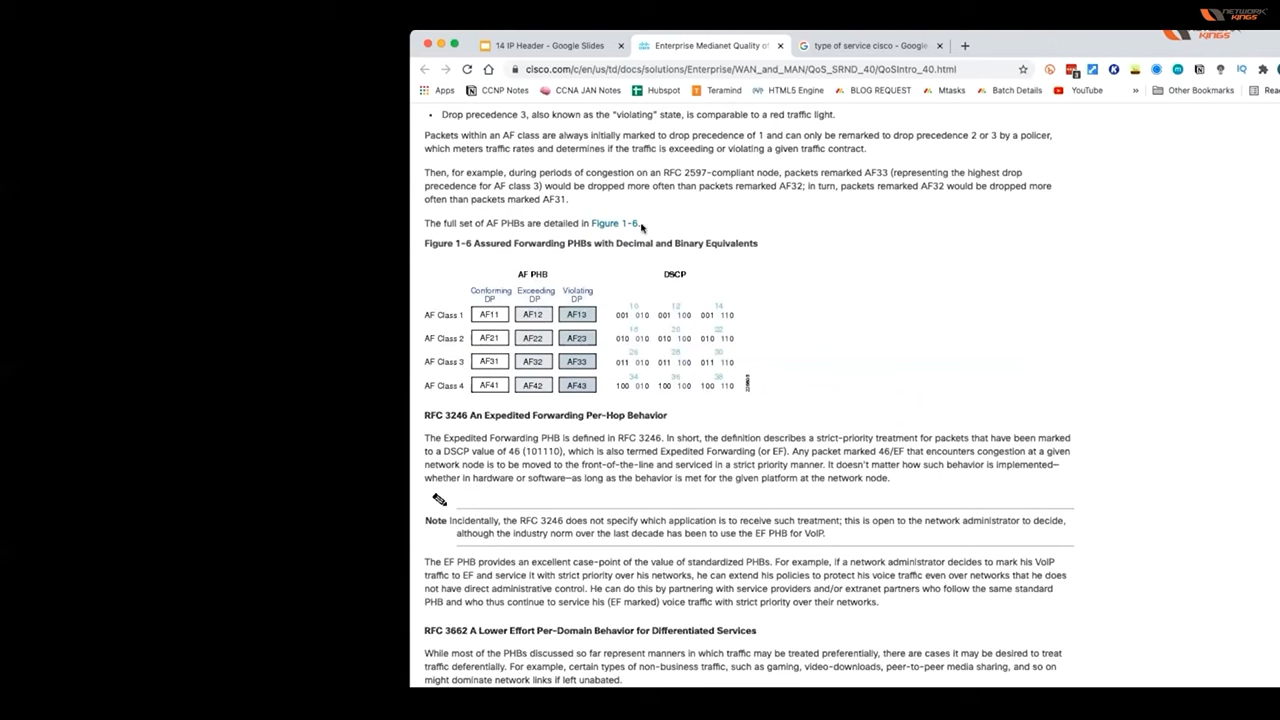 NETWORK
KINGS
14 IP Header - Google Slides
Enterprise Medianet Quality of
type of service cisco - Google
cisco.com/c/en/us/td/docs/solutions/Enterprise/WAN_and_MAN/QoS_SRND_40/QoSIntro_40.html
Apps CCNP Notes CCNA JAN Notes Hubspot Teramind HTML5 Engine BLOG REQUEST Mtasks Batch Details YouTube » Other Bookmarks Rea
• Drop precedence 3, also known as the "violating" state, is comparable to a red traffic light.
Packets within an AF class are always initially marked to drop precedence of 1 and can only be remarked to drop precedence 2 or 3 by a policer,
which meters traffic rates and determines if the traffic is exceeding or violating a given traffic contract.
Then, for example, during periods of congestion on an RFC 2597-compliant node, packets remarked AF33 (representing the highest drop
precedence for AF class 3) would be dropped more often than packets remarked AF32; in turn, packets remarked AF32 would be dropped more
often than packets marked AF31.
The full set of AF PHBs are detailed in Figure 1-6.
Figure 1-6 Assured Forwarding PHBs with Decimal and Binary Equivalents
AF PHB DSCP
Conforming DP Exceeding DP Violating DP
10 12 14
AF Class 1 AF11 AF12 AF13 001 010 001 100 001 110
18 20 22
AF Class 2 AF21 AF22 AF23 010 010 010 100 010 110
26 28 30
AF Class 3 AF31 AF32 AF33 011 010 011 100 011 110
34 36 38
AF Class 4 AF41 AF42 AF43 100 010 100 100 100 110
RFC 3246 An Expedited Forwarding Per-Hop Behavior
The Expedited Forwarding PHB is defined in RFC 3246. In short, the definition describes a strict-priority treatment for packets that have been marked
to a DSCP value of 46 (101110), which is also termed Expedited Forwarding (or EF). Any packet marked 46/EF that encounters congestion at a given
network node is to be moved to the front-of-the-line and serviced in a strict priority manner. It doesn't matter how such behavior is implemented—
whether in hardware or software—as long as the behavior is met for the given platform at the network node.
Note Incidentally, the RFC 3246 does not specify which application is to receive such treatment; this is open to the network administrator to decide,
although the industry norm over the last decade has been to use the EF PHB for VoIP.
The EF PHB provides an excellent case-point of the value of standardized PHBs. For example, if a network administrator decides to mark his VoIP
traffic to EF and service it with strict priority over his networks, he can extend his policies to protect his voice traffic even over networks that he does
not have direct administrative control. He can do this by partnering with service providers and/or extranet partners who follow the same standard
PHB and who thus continue to service his (EF marked) voice traffic with strict priority over their networks.
RFC 3662 A Lower Effort Per-Domain Behavior for Differentiated Services
While most of the PHBs discussed so far represent manners in which traffic may be treated preferentially, there are cases it may be desired to treat
traffic deferentially. For example, certain types of non-business traffic, such as gaming, video-downloads, peer-to-peer media sharing, and so on
might dominate network links if left unabated.